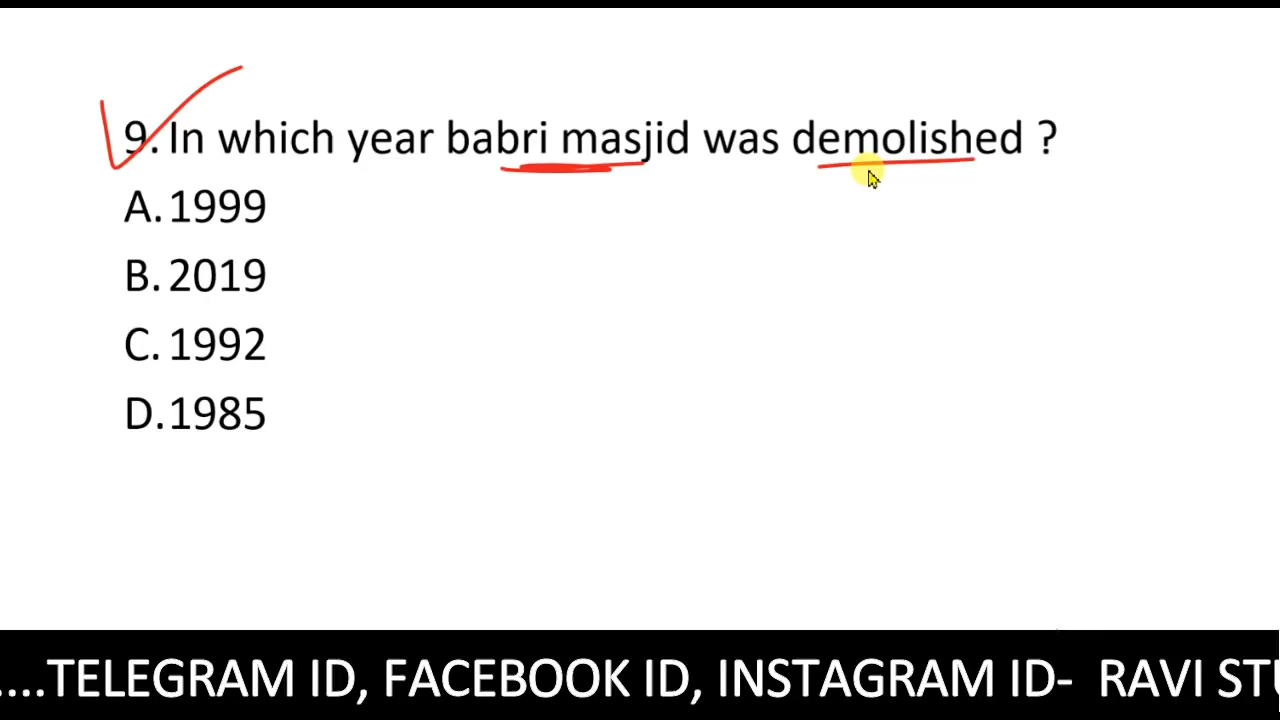 9. In which year babri masjid was demolished ?
A. 1999
B. 2019
C. 1992
D. 1985
....TELEGRAM ID, FACEBOOK ID, INSTAGRAM ID- RAVI STU